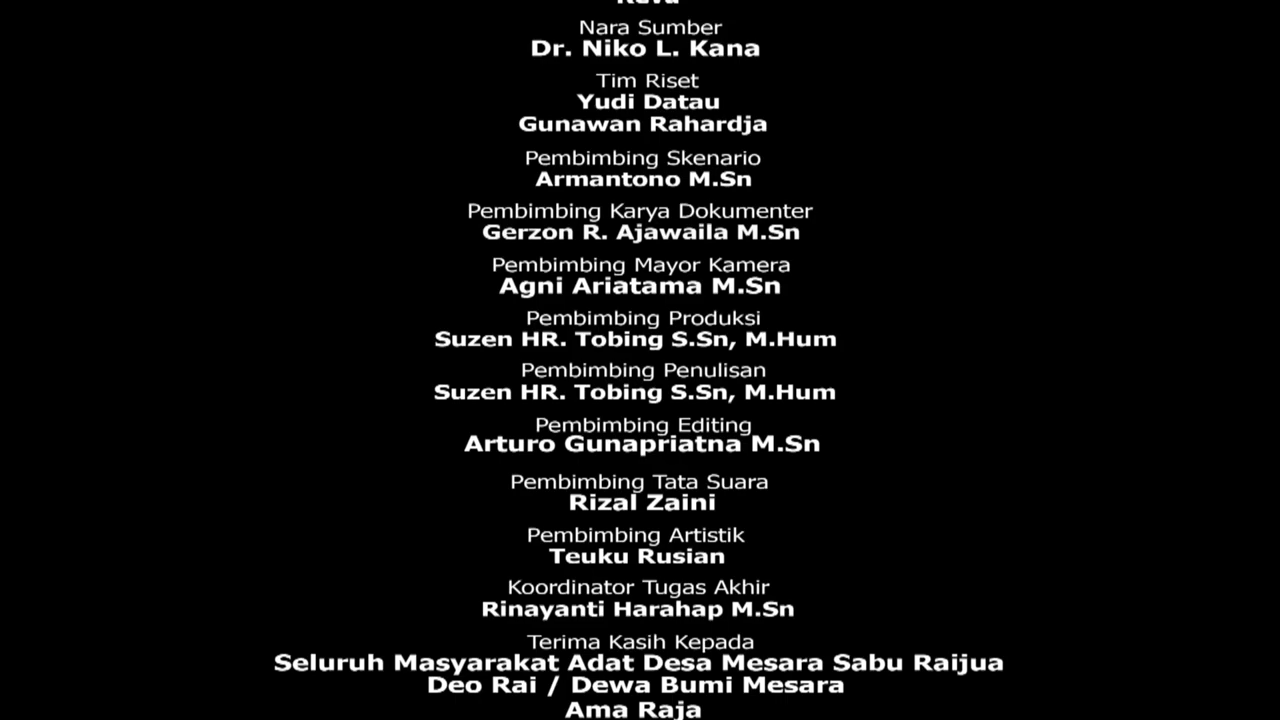 Nara Sumber
Dr. Niko L. Kana
Tim Riset
Yudi Datau
Gunawan Rahardja
Pembimbing Skenario
Armantono M.Sn
Pembimbing Karya Dokumenter
Gerzon R. Ajawaila M.Sn
Pembimbing Mayor Kamera
Agni Ariatama M.Sn
Pembimbing Produksi
Suzen HR. Tobing S.Sn, M.Hum
Pembimbing Penulisan
Suzen HR. Tobing S.Sn, M.Hum
Pembimbing Editing
Arturo Gunapriatna M.Sn
Pembimbing Tata Suara
Rizal Zaini
Pembimbing Artistik
Teuku Rusian
Koordinator Tugas Akhir
Rinayanti Harahap M.Sn
Terima Kasih Kepada
Seluruh Masyarakat Adat Desa Mesara Sabu Raijua
Deo Rai / Dewa Bumi Mesara
Ama Raja